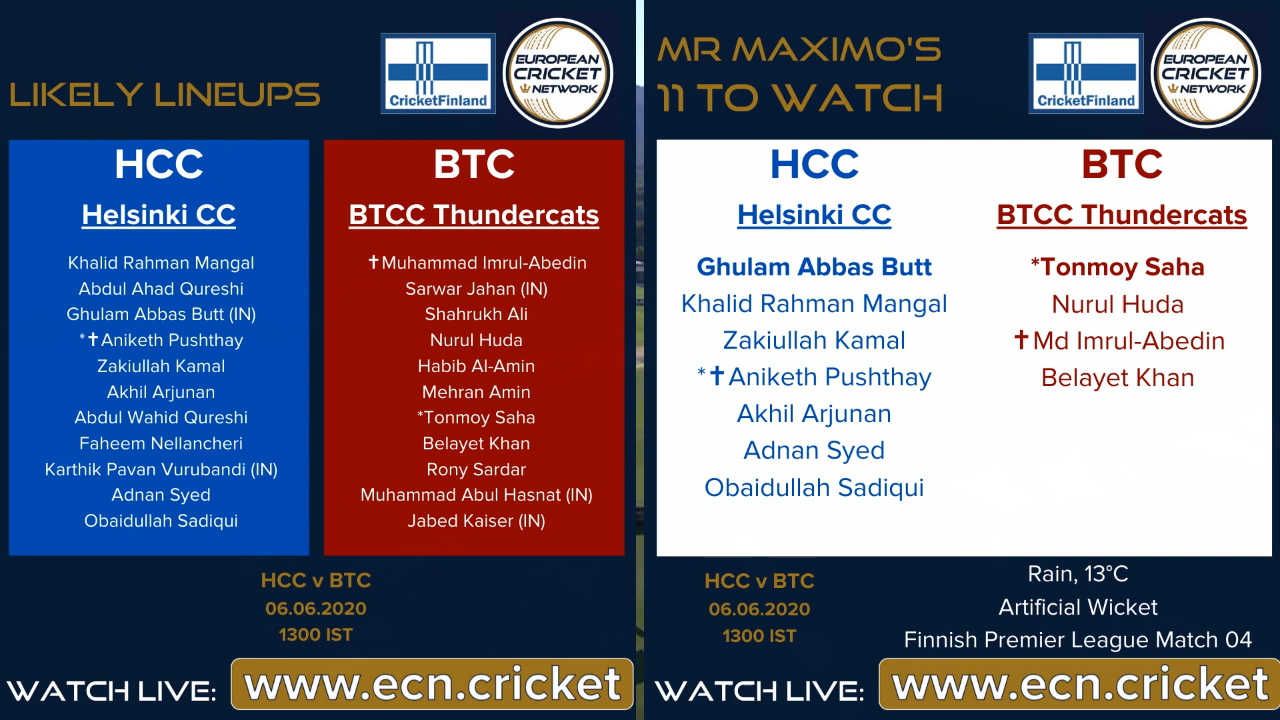 LIKELY LINEUPS
CricketFinland
EUROPEAN
CRICKET
NETWORK
HCC
Helsinki CC
Khalid Rahman Mangal
Abdul Ahad Qureshi
Ghulam Abbas Butt (IN)
*✝Aniketh Pushthay
Zakiullah Kamal
Akhil Arjunan
Abdul Wahid Qureshi
Faheem Nellancheri
Karthik Pavan Vurubandi (IN)
Adnan Syed
Obaidullah Sadiqui
BTC
BTCC Thundercats
✝Muhammad Imrul-Abedin
Sarwar Jahan (IN)
Shahrukh Ali
Nurul Huda
Habib Al-Amin
Mehran Amin
*Tonmoy Saha
Belayet Khan
Rony Sardar
Muhammad Abul Hasnat (IN)
Jabed Kaiser (IN)
HCC v BTC
06.06.2020
1300 IST
WATCH LIVE: www.ecn.cricket
MR MAXIMO'S
11 TO WATCH
CricketFinland
EUROPEAN
CRICKET
NETWORK
HCC
Helsinki CC
Ghulam Abbas Butt
Khalid Rahman Mangal
Zakiullah Kamal
*✝Aniketh Pushthay
Akhil Arjunan
Adnan Syed
Obaidullah Sadiqui
BTC
BTCC Thundercats
*Tonmoy Saha
Nurul Huda
✝Md Imrul-Abedin
Belayet Khan
HCC v BTC
06.06.2020
1300 IST
Rain, 13°C
Artificial Wicket
Finnish Premier League Match 04
WATCH LIVE: www.ecn.cricket